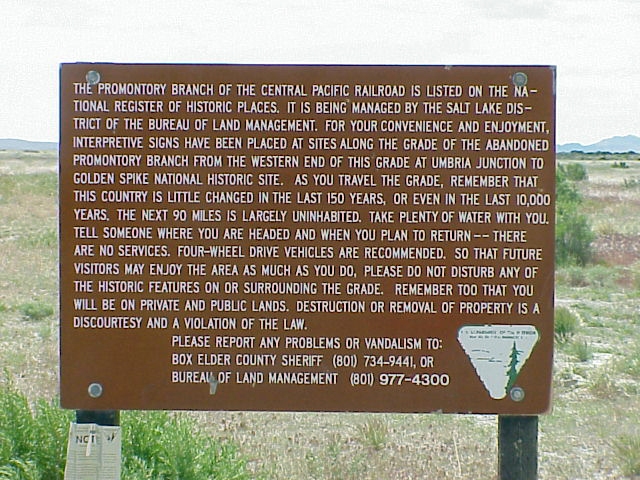 THE PROMONTORY BRANCH OF THE CENTRAL PACIFIC RAILROAD IS LISTED ON THE NA-
TIONAL REGISTER OF HISTORIC PLACES. IT IS BEING MANAGED BY THE SALT LAKE DIS-
TRICT OF THE BUREAU OF LAND MANAGEMENT. FOR YOUR CONVENIENCE AND ENJOYMENT,
INTERPRETIVE SIGNS HAVE BEEN PLACED AT SITES ALONG THE GRADE OF THE ABANDONED
PROMONTORY BRANCH FROM THE WESTERN END OF THIS GRADE AT UMBRIA JUNCTION TO
GOLDEN SPIKE NATIONAL HISTORIC SITE. AS YOU TRAVEL THE GRADE, REMEMBER THAT
THIS COUNTRY IS LITTLE CHANGED IN THE LAST 150 YEARS, OR EVEN IN THE LAST 10,000
YEARS. THE NEXT 90 MILES IS LARGELY UNINHABITED. TAKE PLENTY OF WATER WITH YOU.
TELL SOMEONE WHERE YOU ARE HEADED AND WHEN YOU PLAN TO RETURN -- THERE
ARE NO SERVICES. FOUR-WHEEL DRIVE VEHICLES ARE RECOMMENDED. SO THAT FUTURE
VISITORS MAY ENJOY THE AREA AS MUCH AS YOU DO, PLEASE DO NOT DISTURB ANY OF
THE HISTORIC FEATURES ON OR SURROUNDING THE GRADE. REMEMBER TOO THAT YOU
WILL BE ON PRIVATE AND PUBLIC LANDS. DESTRUCTION OR REMOVAL OF PROPERTY IS A
DISCOURTESY AND A VIOLATION OF THE LAW.
PLEASE REPORT ANY PROBLEMS OR VANDALISM TO:
BOX ELDER COUNTY SHERIFF (801) 734-9441, OR
BUREAU OF LAND MANAGEMENT (801) 977-4300